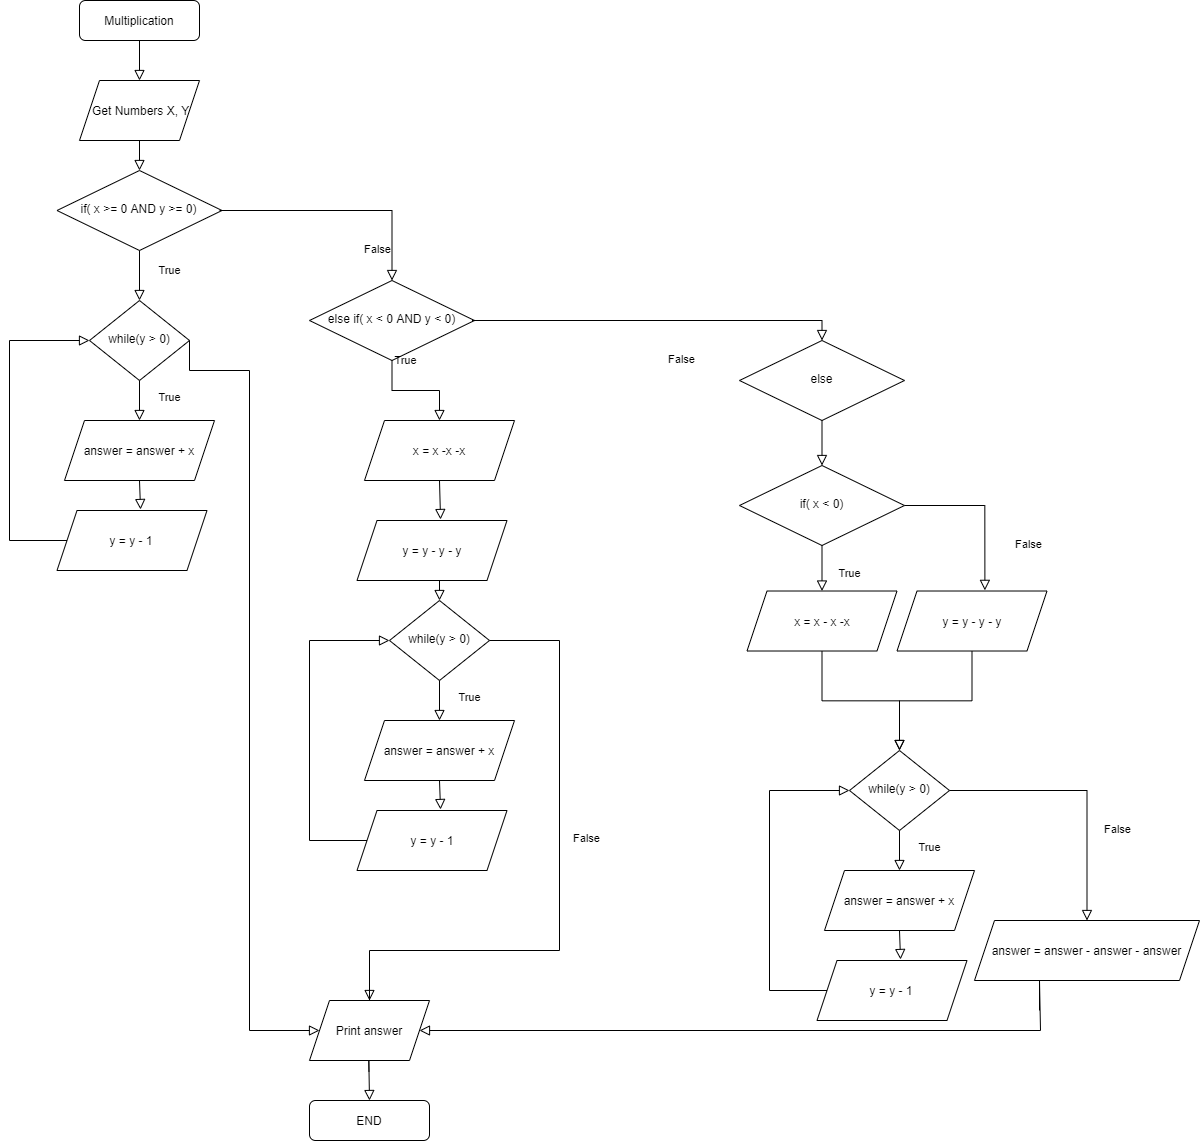 Multiplication
Get Numbers X, Y
if( x >= 0 AND y >= 0)
False
True
else if( x < 0 AND y < 0)
while(y > 0)
True
False
else
True
answer = answer + x
x = x -x -x
if( x < 0)
y = y - 1
y = y - y - y
False
True
x = x - x -x
y = y - y - y
while(y > 0)
True
answer = answer + x
while(y > 0)
False
y = y - 1
False
True
answer = answer + x
answer = answer - answer - answer
y = y - 1
Print answer
END